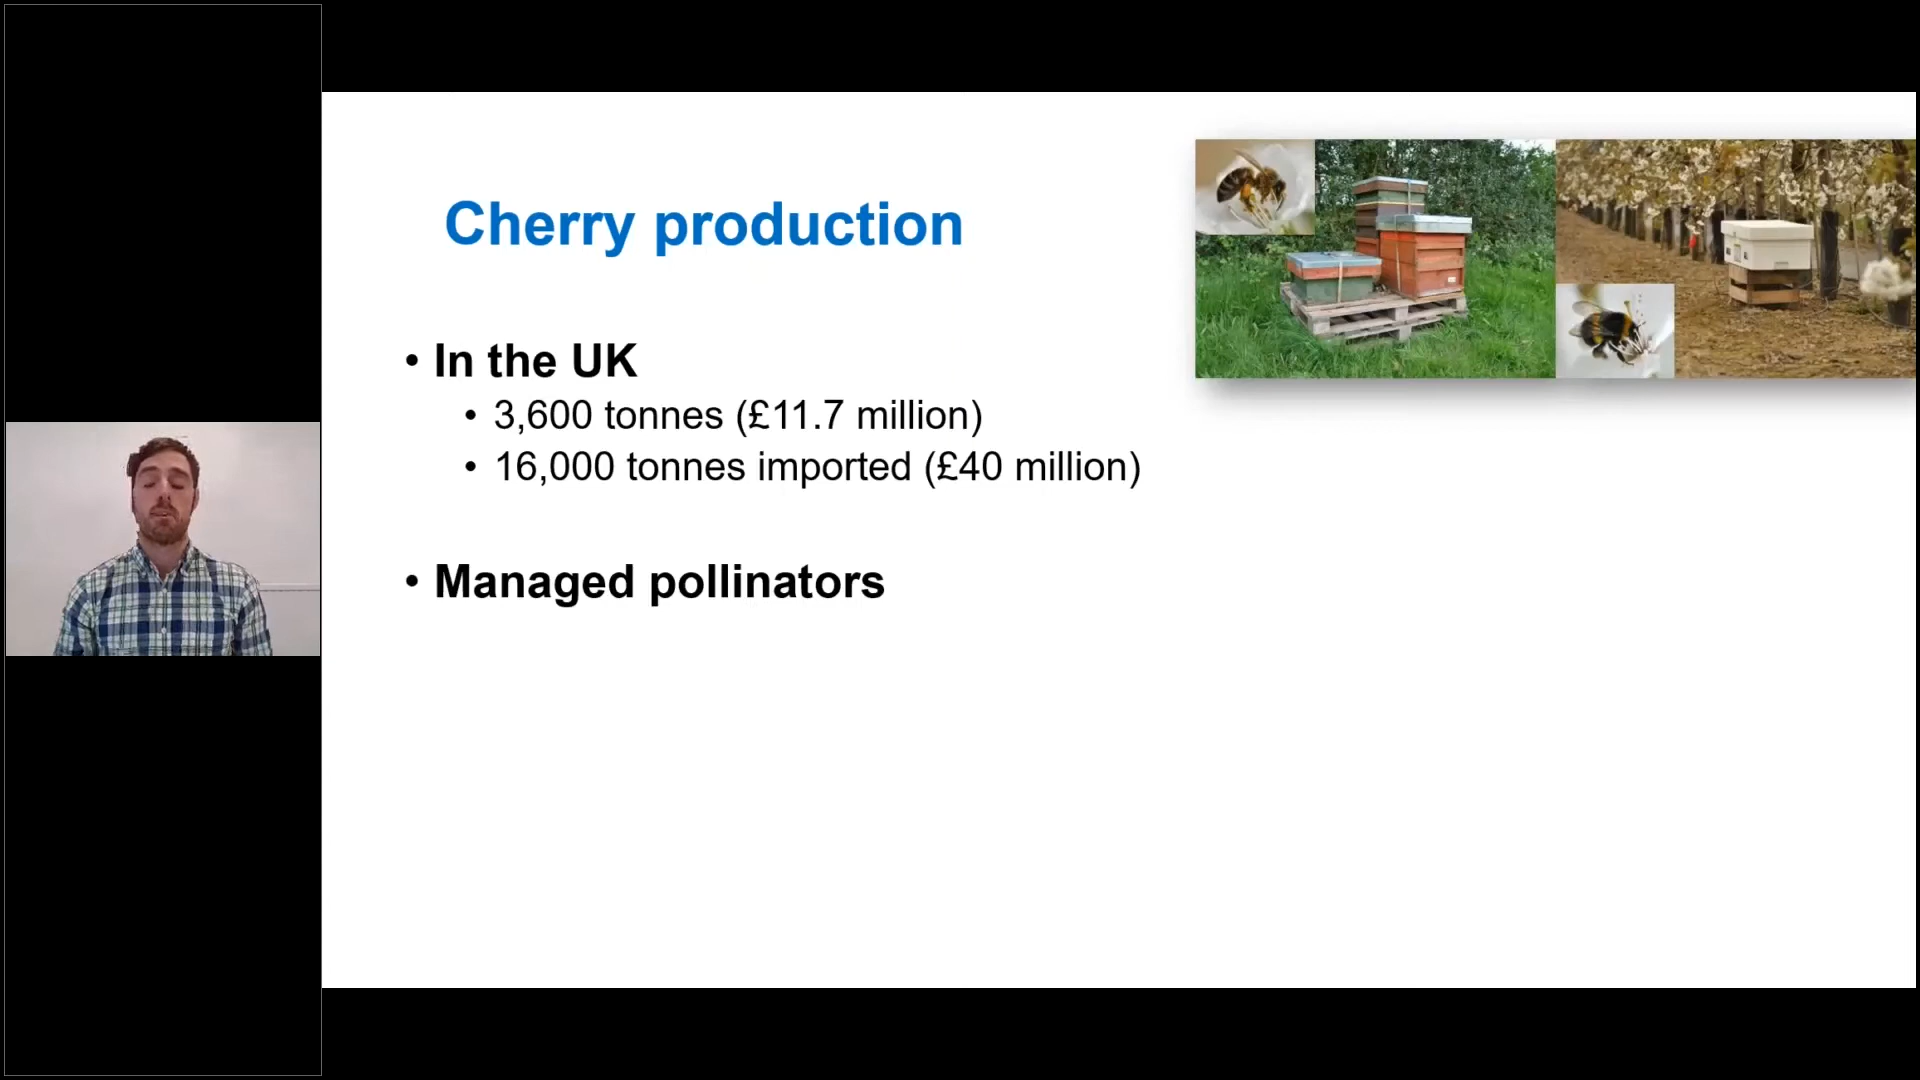 Cherry production
• In the UK
• 3,600 tonnes (£11.7 million)
• 16,000 tonnes imported (£40 million)
• Managed pollinators